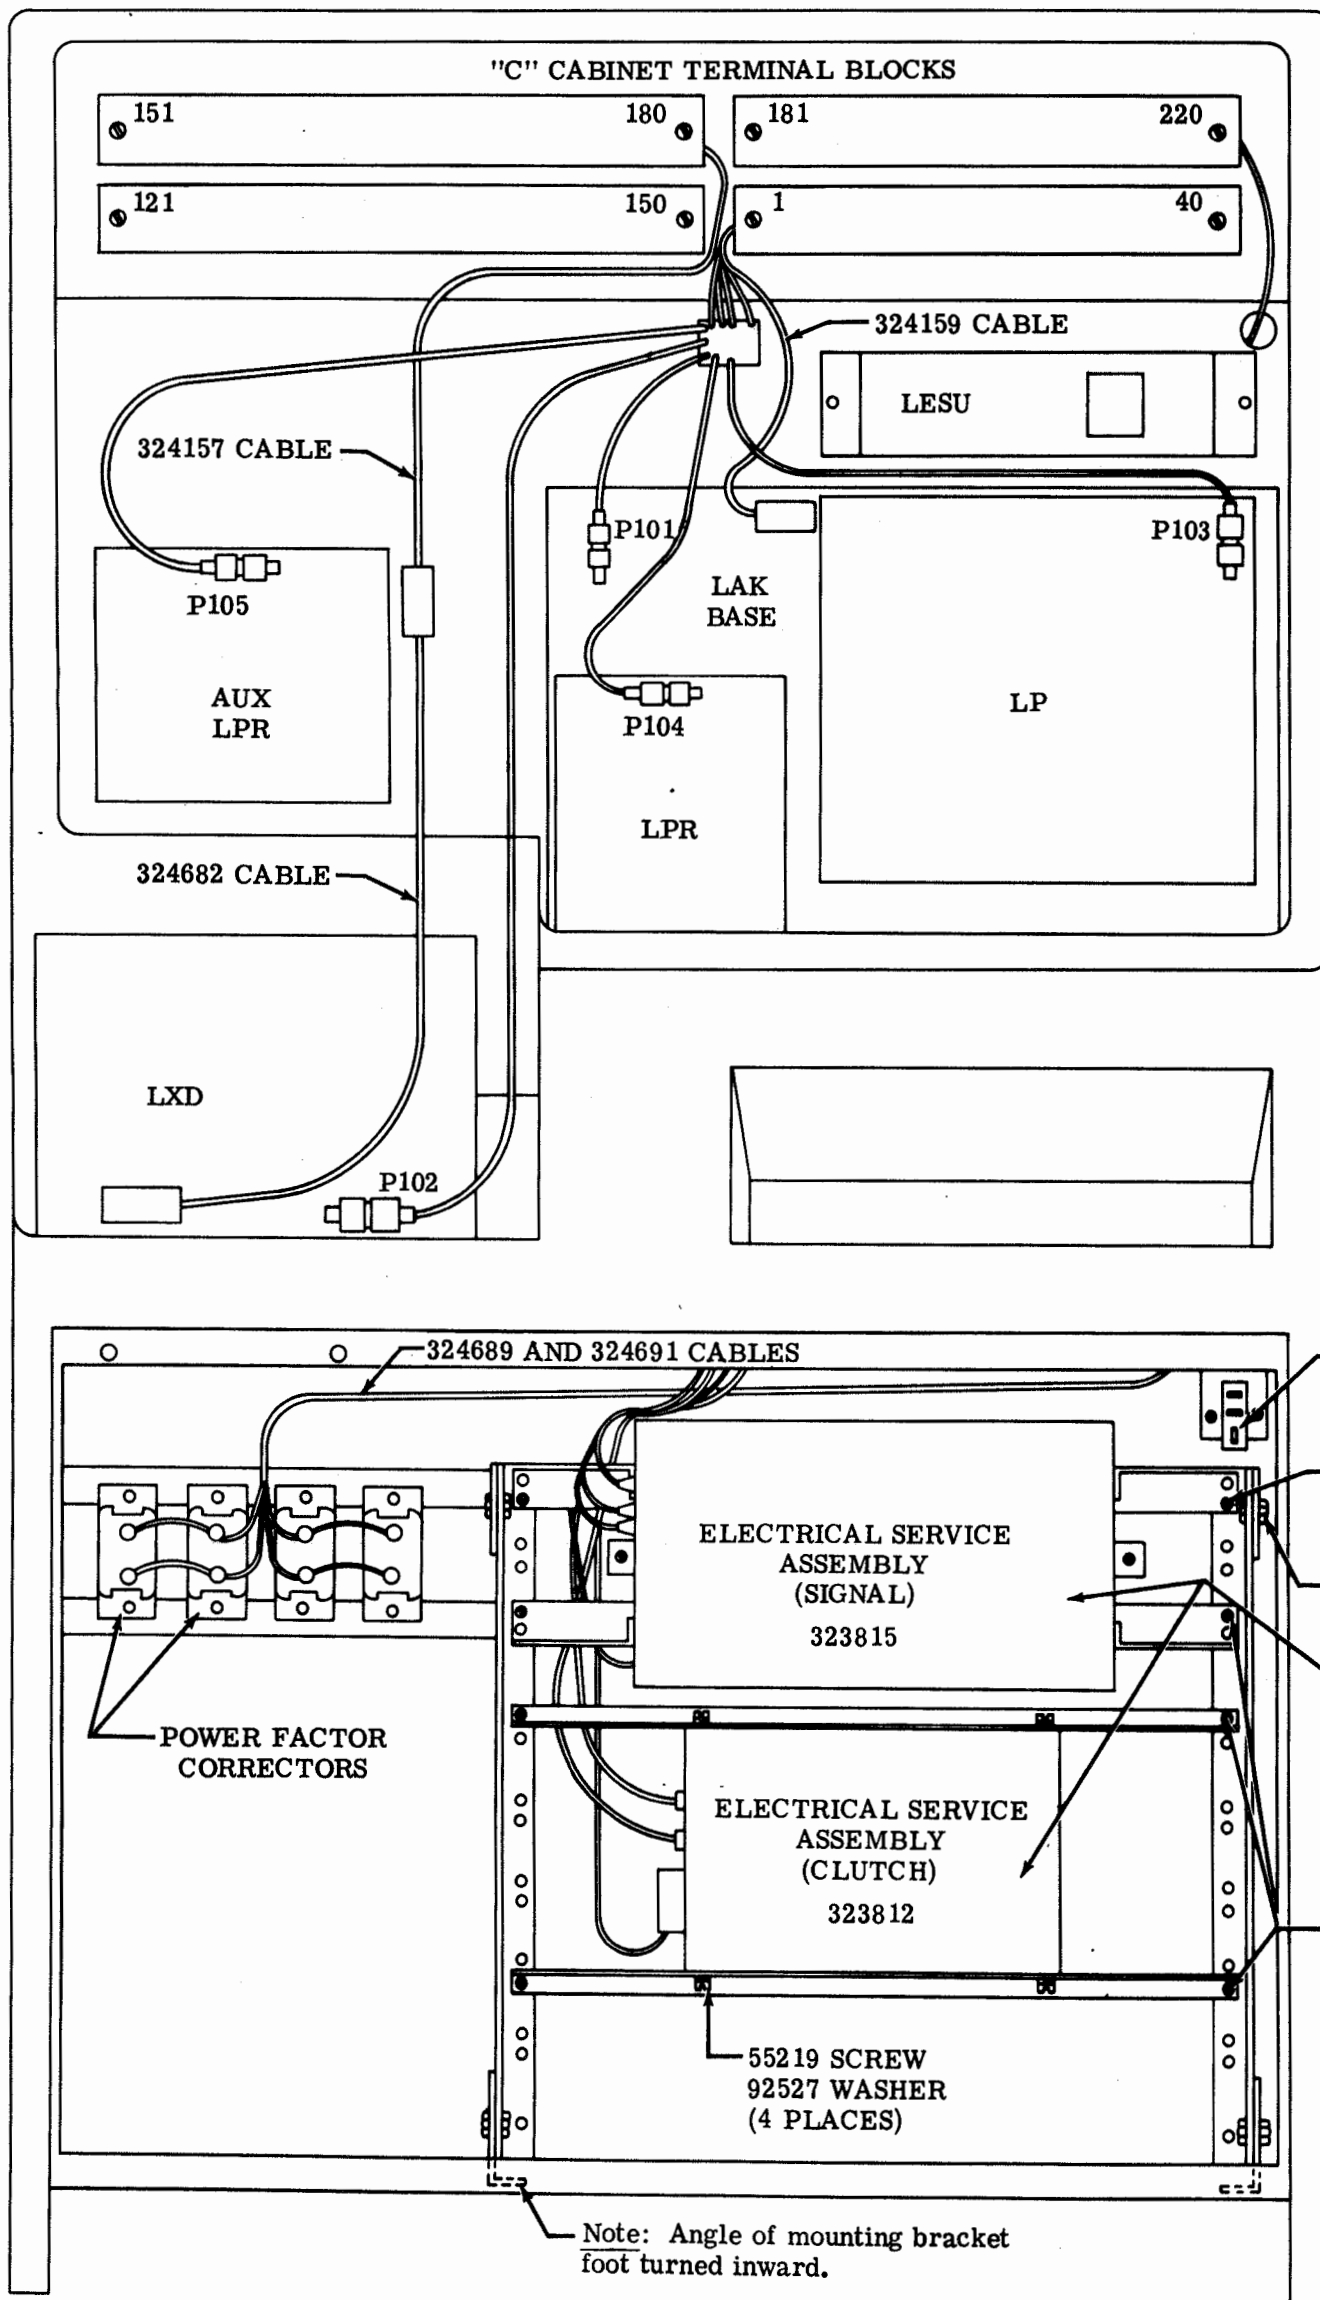 "C" CABINET TERMINAL BLOCKS
151 180 181 220
121 150 1 40
324159 CABLE
LESU
324157 CABLE
P101
P103
P105
LAK
BASE
AUX
LPR
LP
P104
LPR
324682 CABLE
LXD
P102
324689 AND 324691 CABLES
ELECTRICAL SERVICE
ASSEMBLY
(SIGNAL)
323815
POWER FACTOR
CORRECTORS
ELECTRICAL SERVICE
ASSEMBLY
(CLUTCH)
323812
55219 SCREW
92527 WASHER
(4 PLACES)
Note: Angle of mounting bracket
foot turned inward.